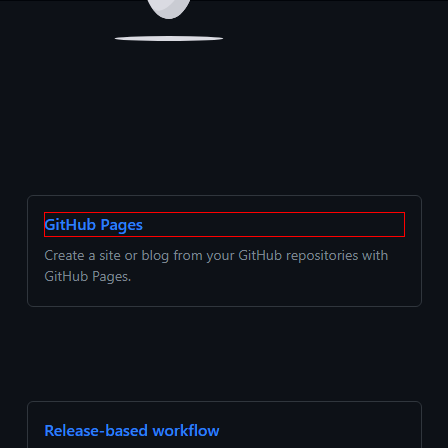 GitHub Pages
Create a site or blog from your GitHub repositories with
GitHub Pages.
Release-based workflow